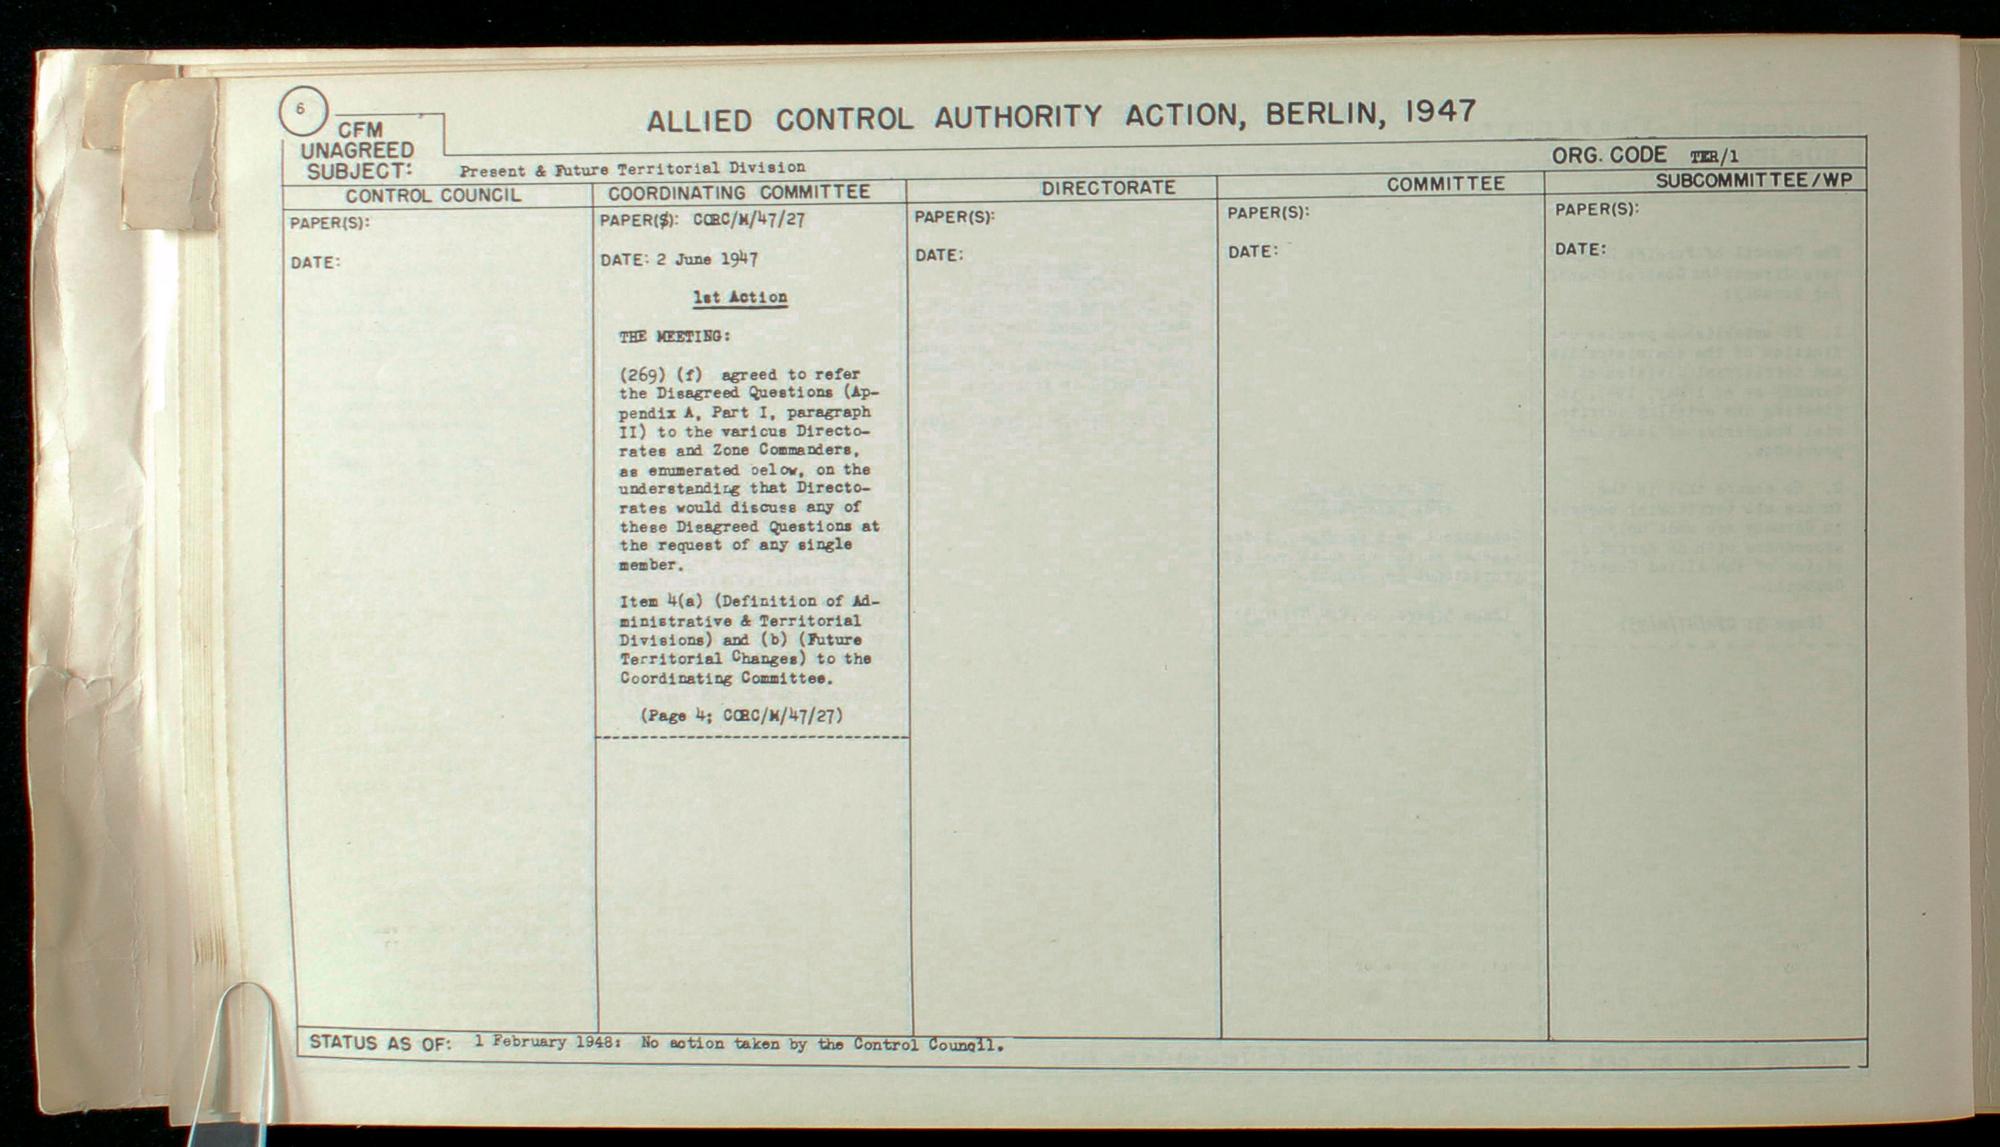 6
CFM
UNAGREED
SUBJECT: Present & Future Territorial Division
ALLIED CONTROL AUTHORITY ACTION, BERLIN, 1947
ORG. CODE TER/1
CONTROL COUNCIL
PAPER(S):
DATE:
COORDINATING COMMITTEE
PAPER($): CORC/M/47/27
DATE: 2 June 1947
1st Action
THE MEETING:
(269) (f) agreed to refer
the Disagreed Questions (Ap-
pendix A, Part I, paragraph
II) to the various Directo-
rates and Zone Commanders,
as enumerated below, on the
understanding that Directo-
rates would discuss any of
these Disagreed Questions at
the request of any single
member.
Item 4(a) (Definition of Ad-
ministrative & Territorial
Divisions) and (b) (Future
Territorial Changes) to the
Coordinating Committee.
(Page 4; CORC/M/47/27)
DIRECTORATE
PAPER(S):
DATE:
COMMITTEE
PAPER(S):
DATE:
SUBCOMMITTEE/WP
PAPER(S):
DATE:
STATUS AS OF: 1 February 1948: No action taken by the Control Council.